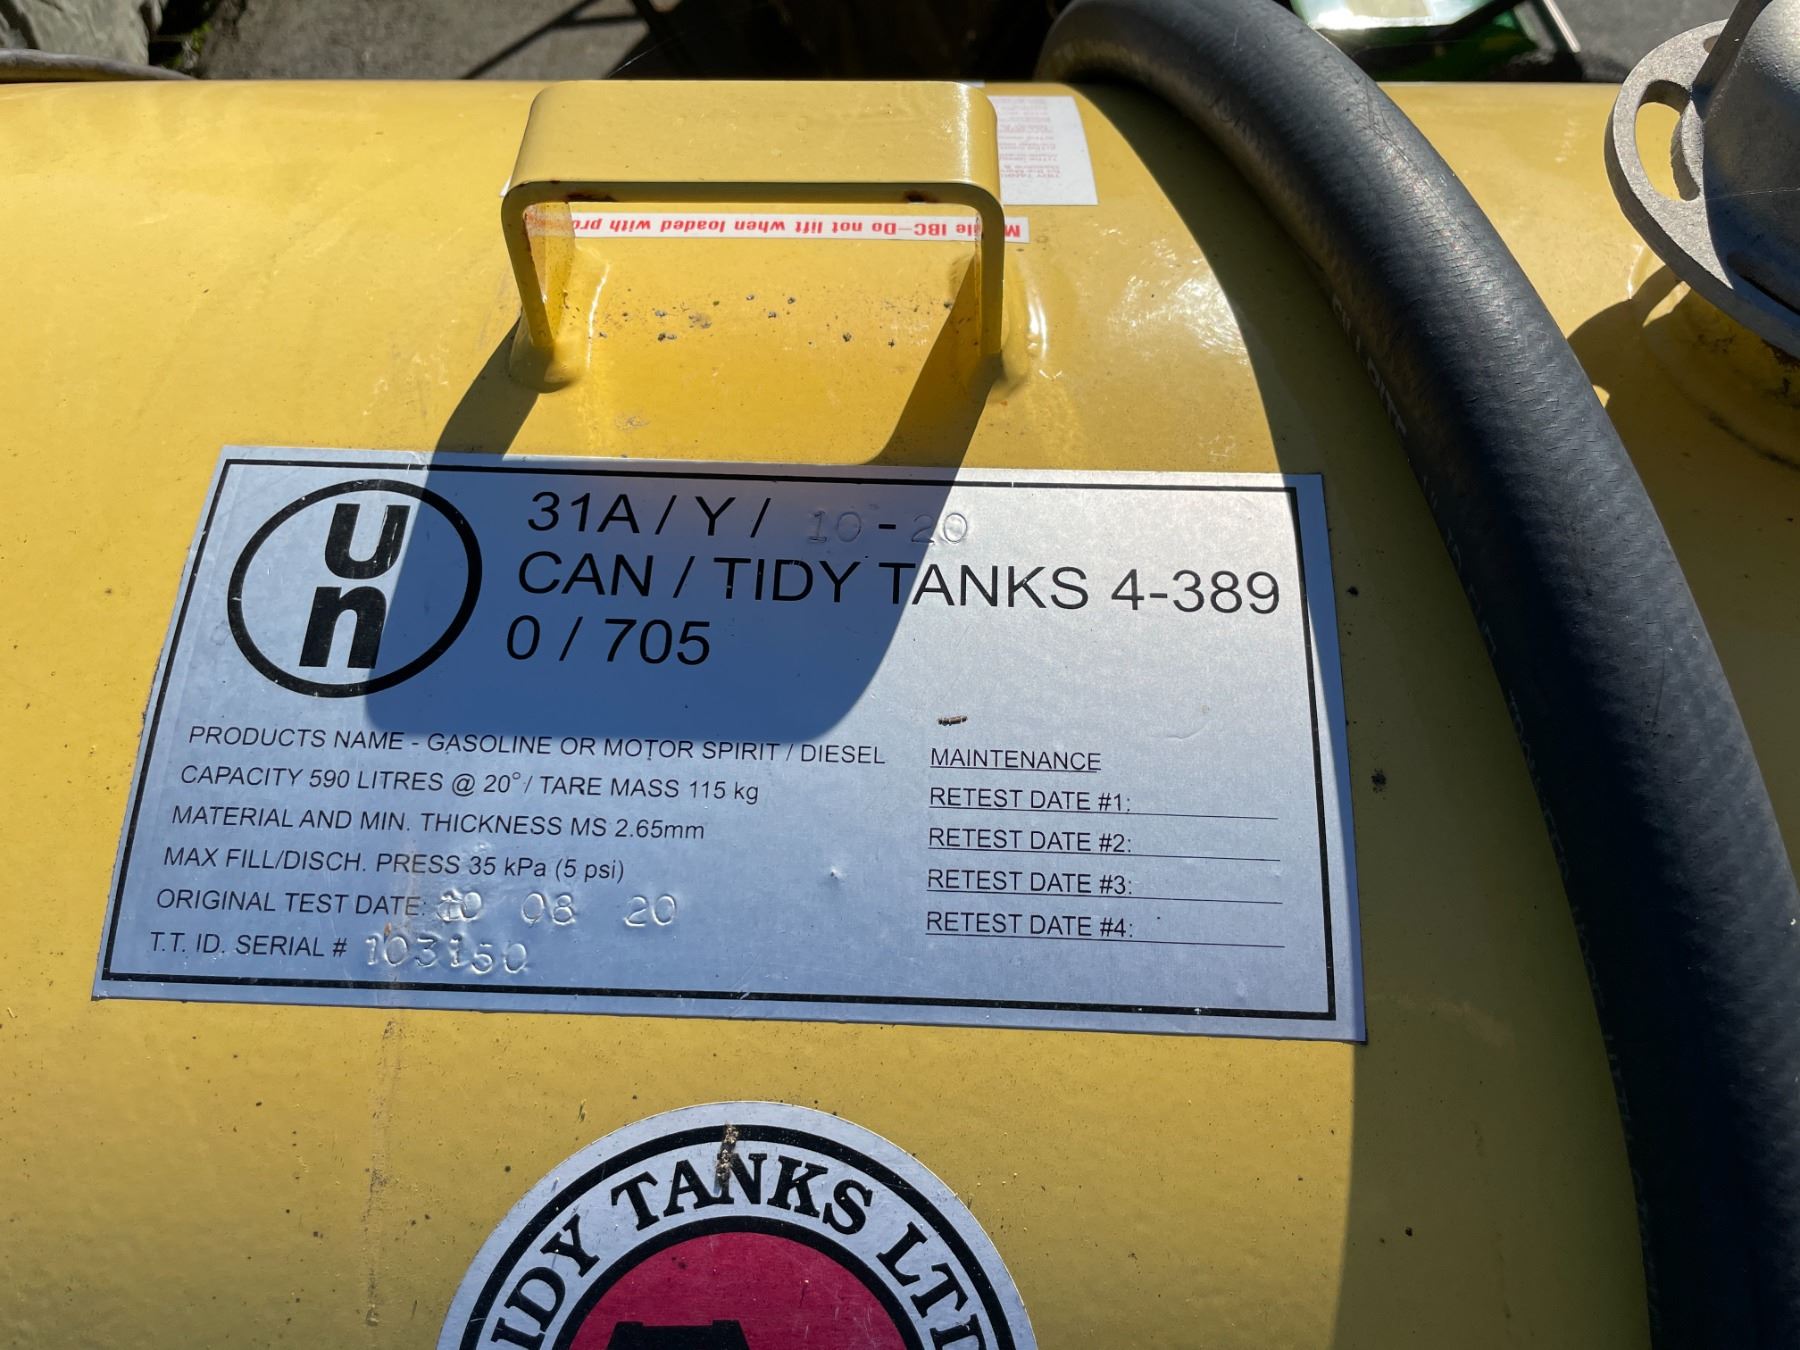 ile IBC-Do not lift when loaded with pro
un
31A / Y / 10 - 20
CAN / TIDY TANKS 4-389
0 / 705
PRODUCTS NAME - GASOLINE OR MOTOR SPIRIT / DIESEL
CAPACITY 590 LITRES @ 20° / TARE MASS 115 kg
MATERIAL AND MIN. THICKNESS MS 2.65mm
MAX FILL/DISCH. PRESS 35 kPa (5 psi)
ORIGINAL TEST DATE: 10 08 20
T.T. ID. SERIAL # 103150
MAINTENANCE
RETEST DATE #1:
RETEST DATE #2:
RETEST DATE #3:
RETEST DATE #4:
TIDY TANKS LTD